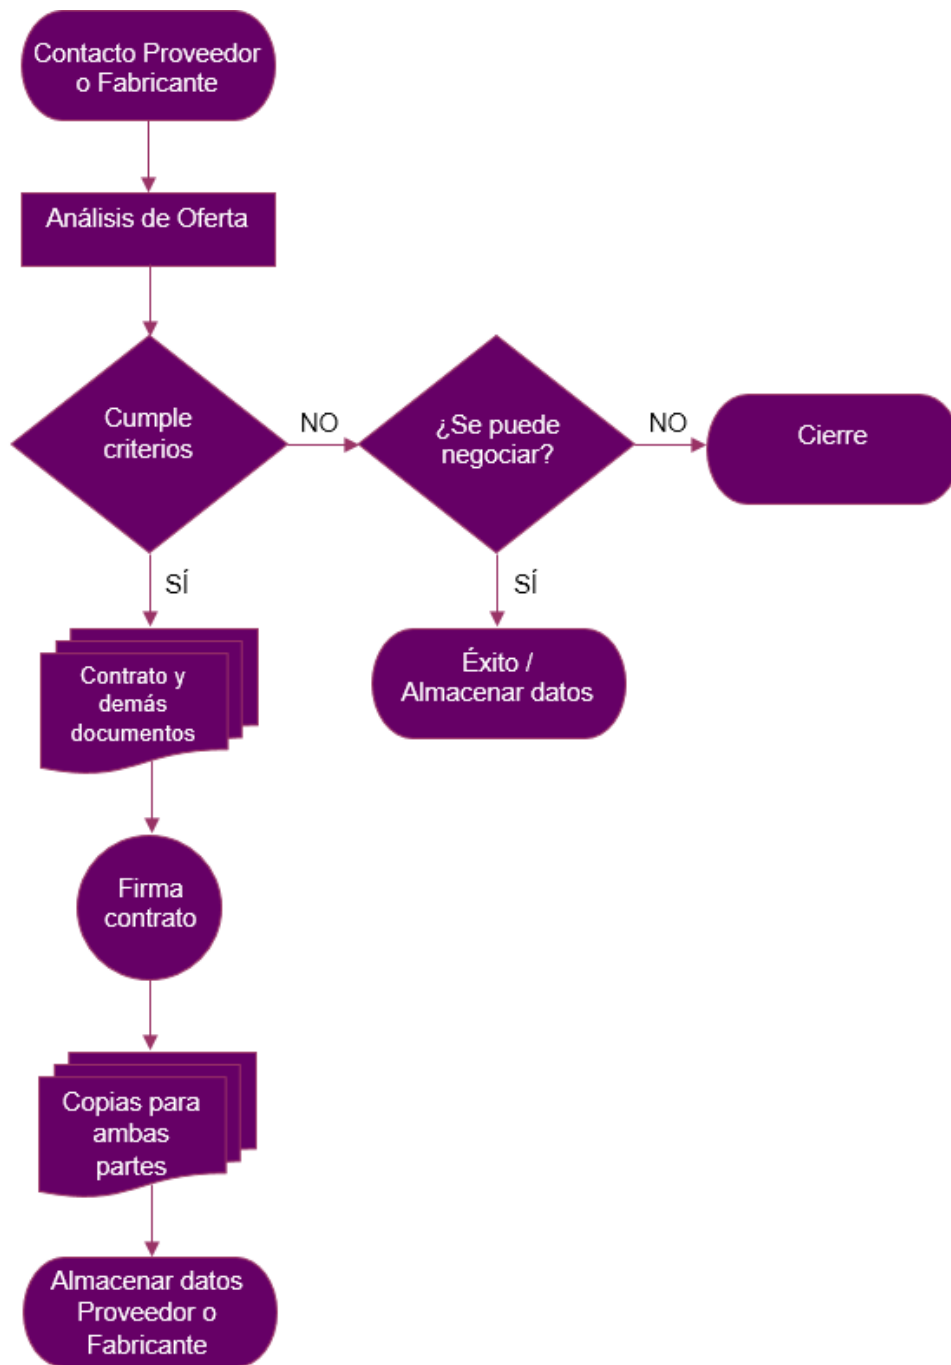 Contacto Proveedor
o Fabricante
Análisis de Oferta
Cumple
criterios
NO
¿Se puede
negociar?
NO
Cierre
SÍ
SÍ
Contrato y
demás
documentos
Éxito /
Almacenar datos
Firma
contrato
Copias para
ambas
partes
Almacenar datos
Proveedor o
Fabricante